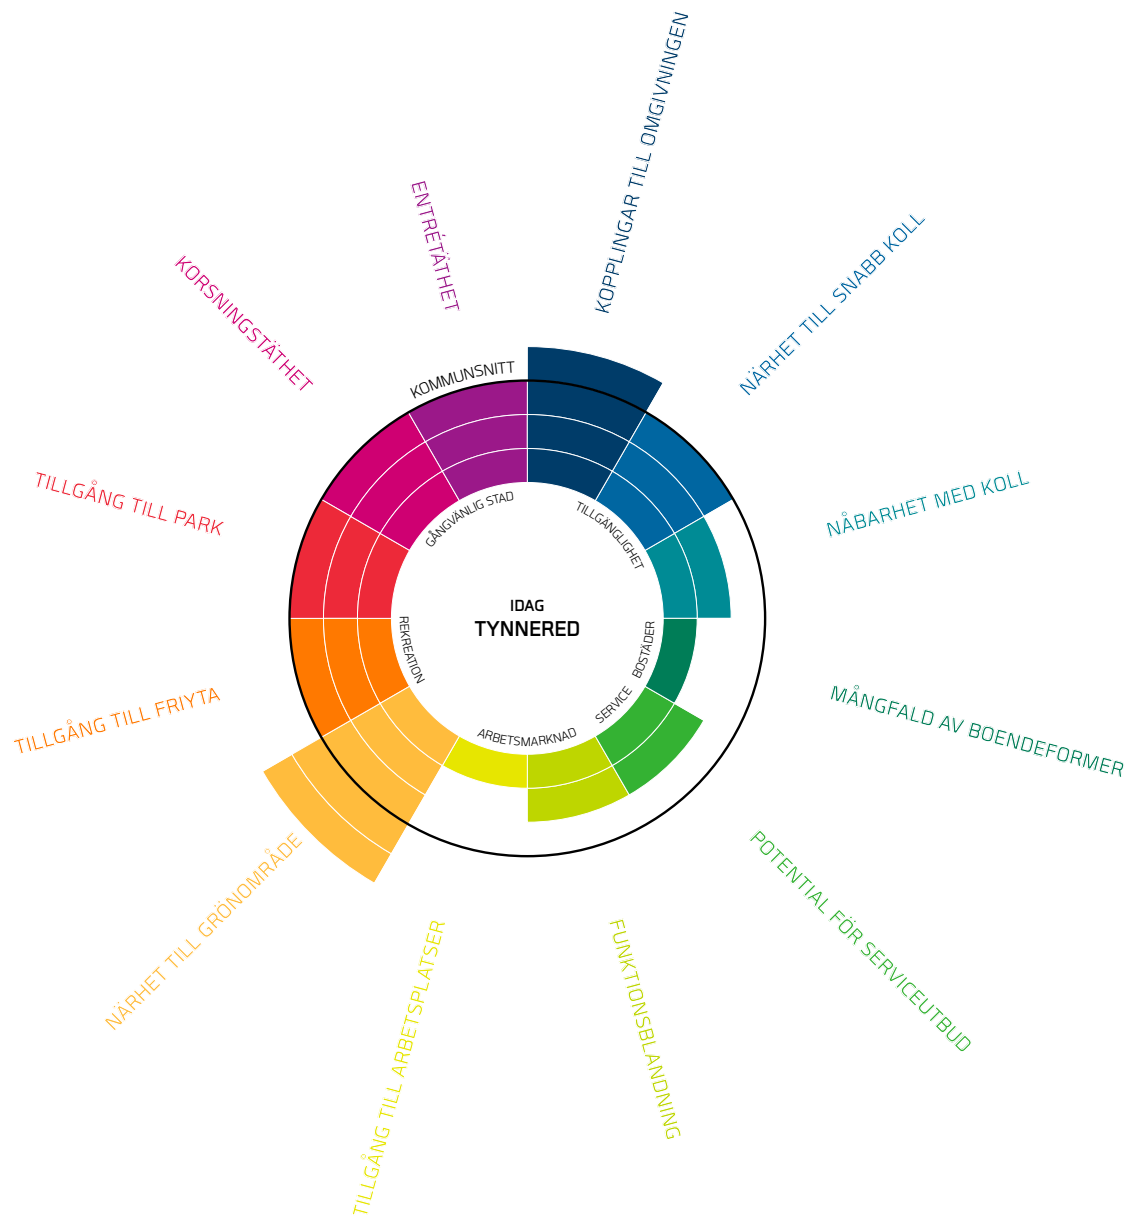 KOPPLINGAR TILL OMGIVNINGEN
NÄRHET TILL SNABB KOLL
NÅBARHET MED KOLL
MÅNGFALD AV BOENDEFORMER
POTENTIAL FÖR SERVICEUTBUD
FUNKTIONSBLANDNING
TILLGÅNG TILL ARBETSPLATSER
NÄRHET TILL GRÖNOMRÅDE
TILLGÅNG TILL FRIYTA
TILLGÅNG TILL PARK
KORSNINGSTÄTHET
ENTRÉTÄTHET
KOMMUNSNITT
GÅNGVÄNLIG STAD
TILLGÄNGLIGHET
BOSTÄDER
SERVICE
ARBETSMARKNAD
REKREATION
IDAG
TYNNERED